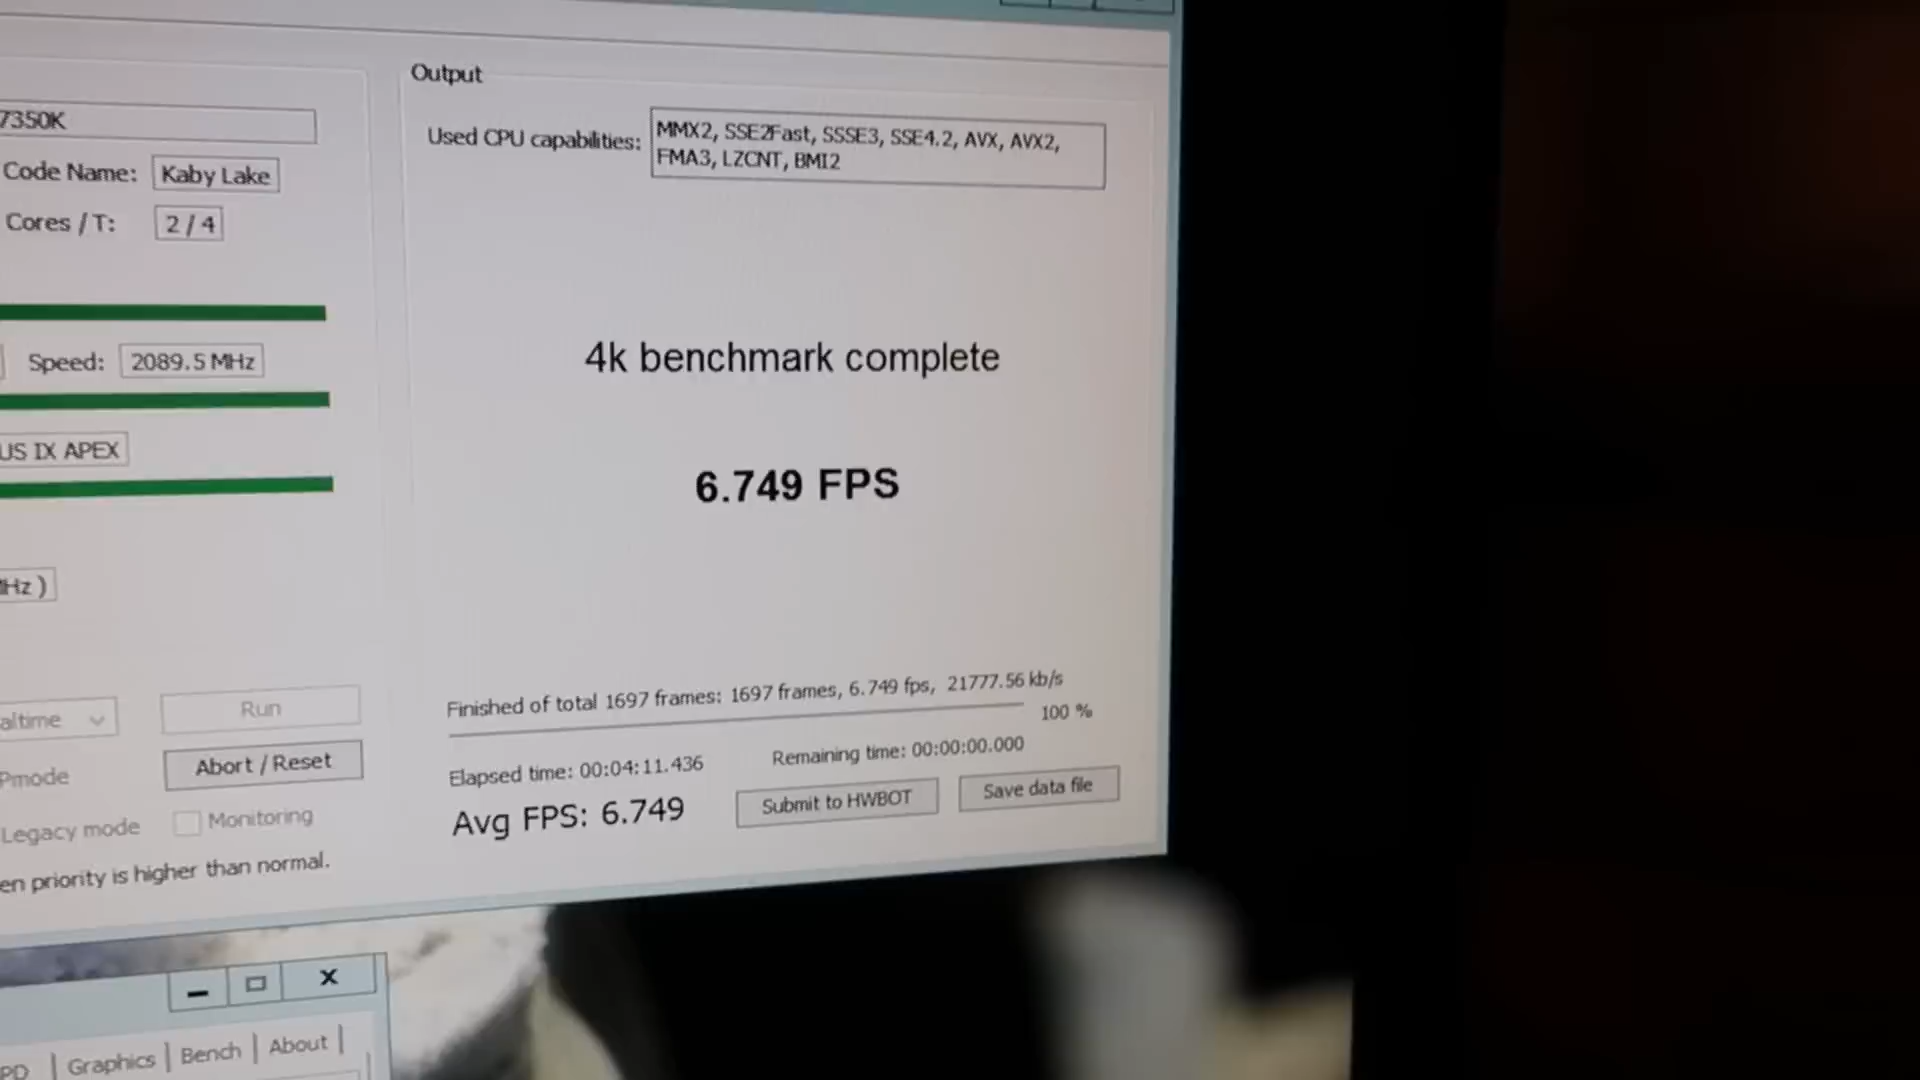 Output
7350K
Used CPU capabilities: MMX2, SSE2Fast, SSSE3, SSE4.2, AVX, AVX2,
FMA3, LZCNT, BMI2
Code Name: Kaby Lake
Cores / T: 2 / 4
4k benchmark complete
Speed: 2089.5 MHz
US IX APEX
6.749 FPS
MHz )
Finished of total 1697 frames: 1697 frames, 6.749 fps, 21777.56 kb/s
100 %
altime Run
Elapsed time: 00:04:11.436 Remaining time: 00:00:00.000
Pmode Abort / Reset
Avg FPS: 6.749 Submit to HWBOT Save data file
Legacy mode Monitoring
en priority is higher than normal.
PD Graphics Bench About